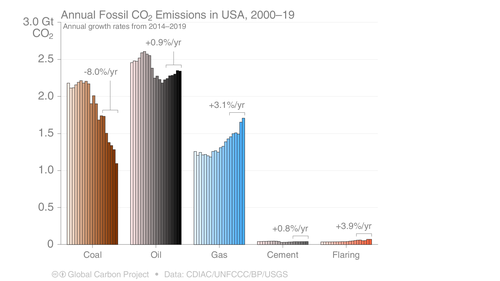 Annual Fossil CO₂ Emissions in USA, 2000–19
Annual growth rates from 2014–2019
3.0 Gt
CO₂
2.5
2.0
1.5
1.0
0.5
0
-8.0%/yr
+0.9%/yr
+3.1%/yr
+0.8%/yr
+3.9%/yr
Coal
Oil
Gas
Cement
Flaring
Global Carbon Project • Data: CDIAC/UNFCCC/BP/USGS